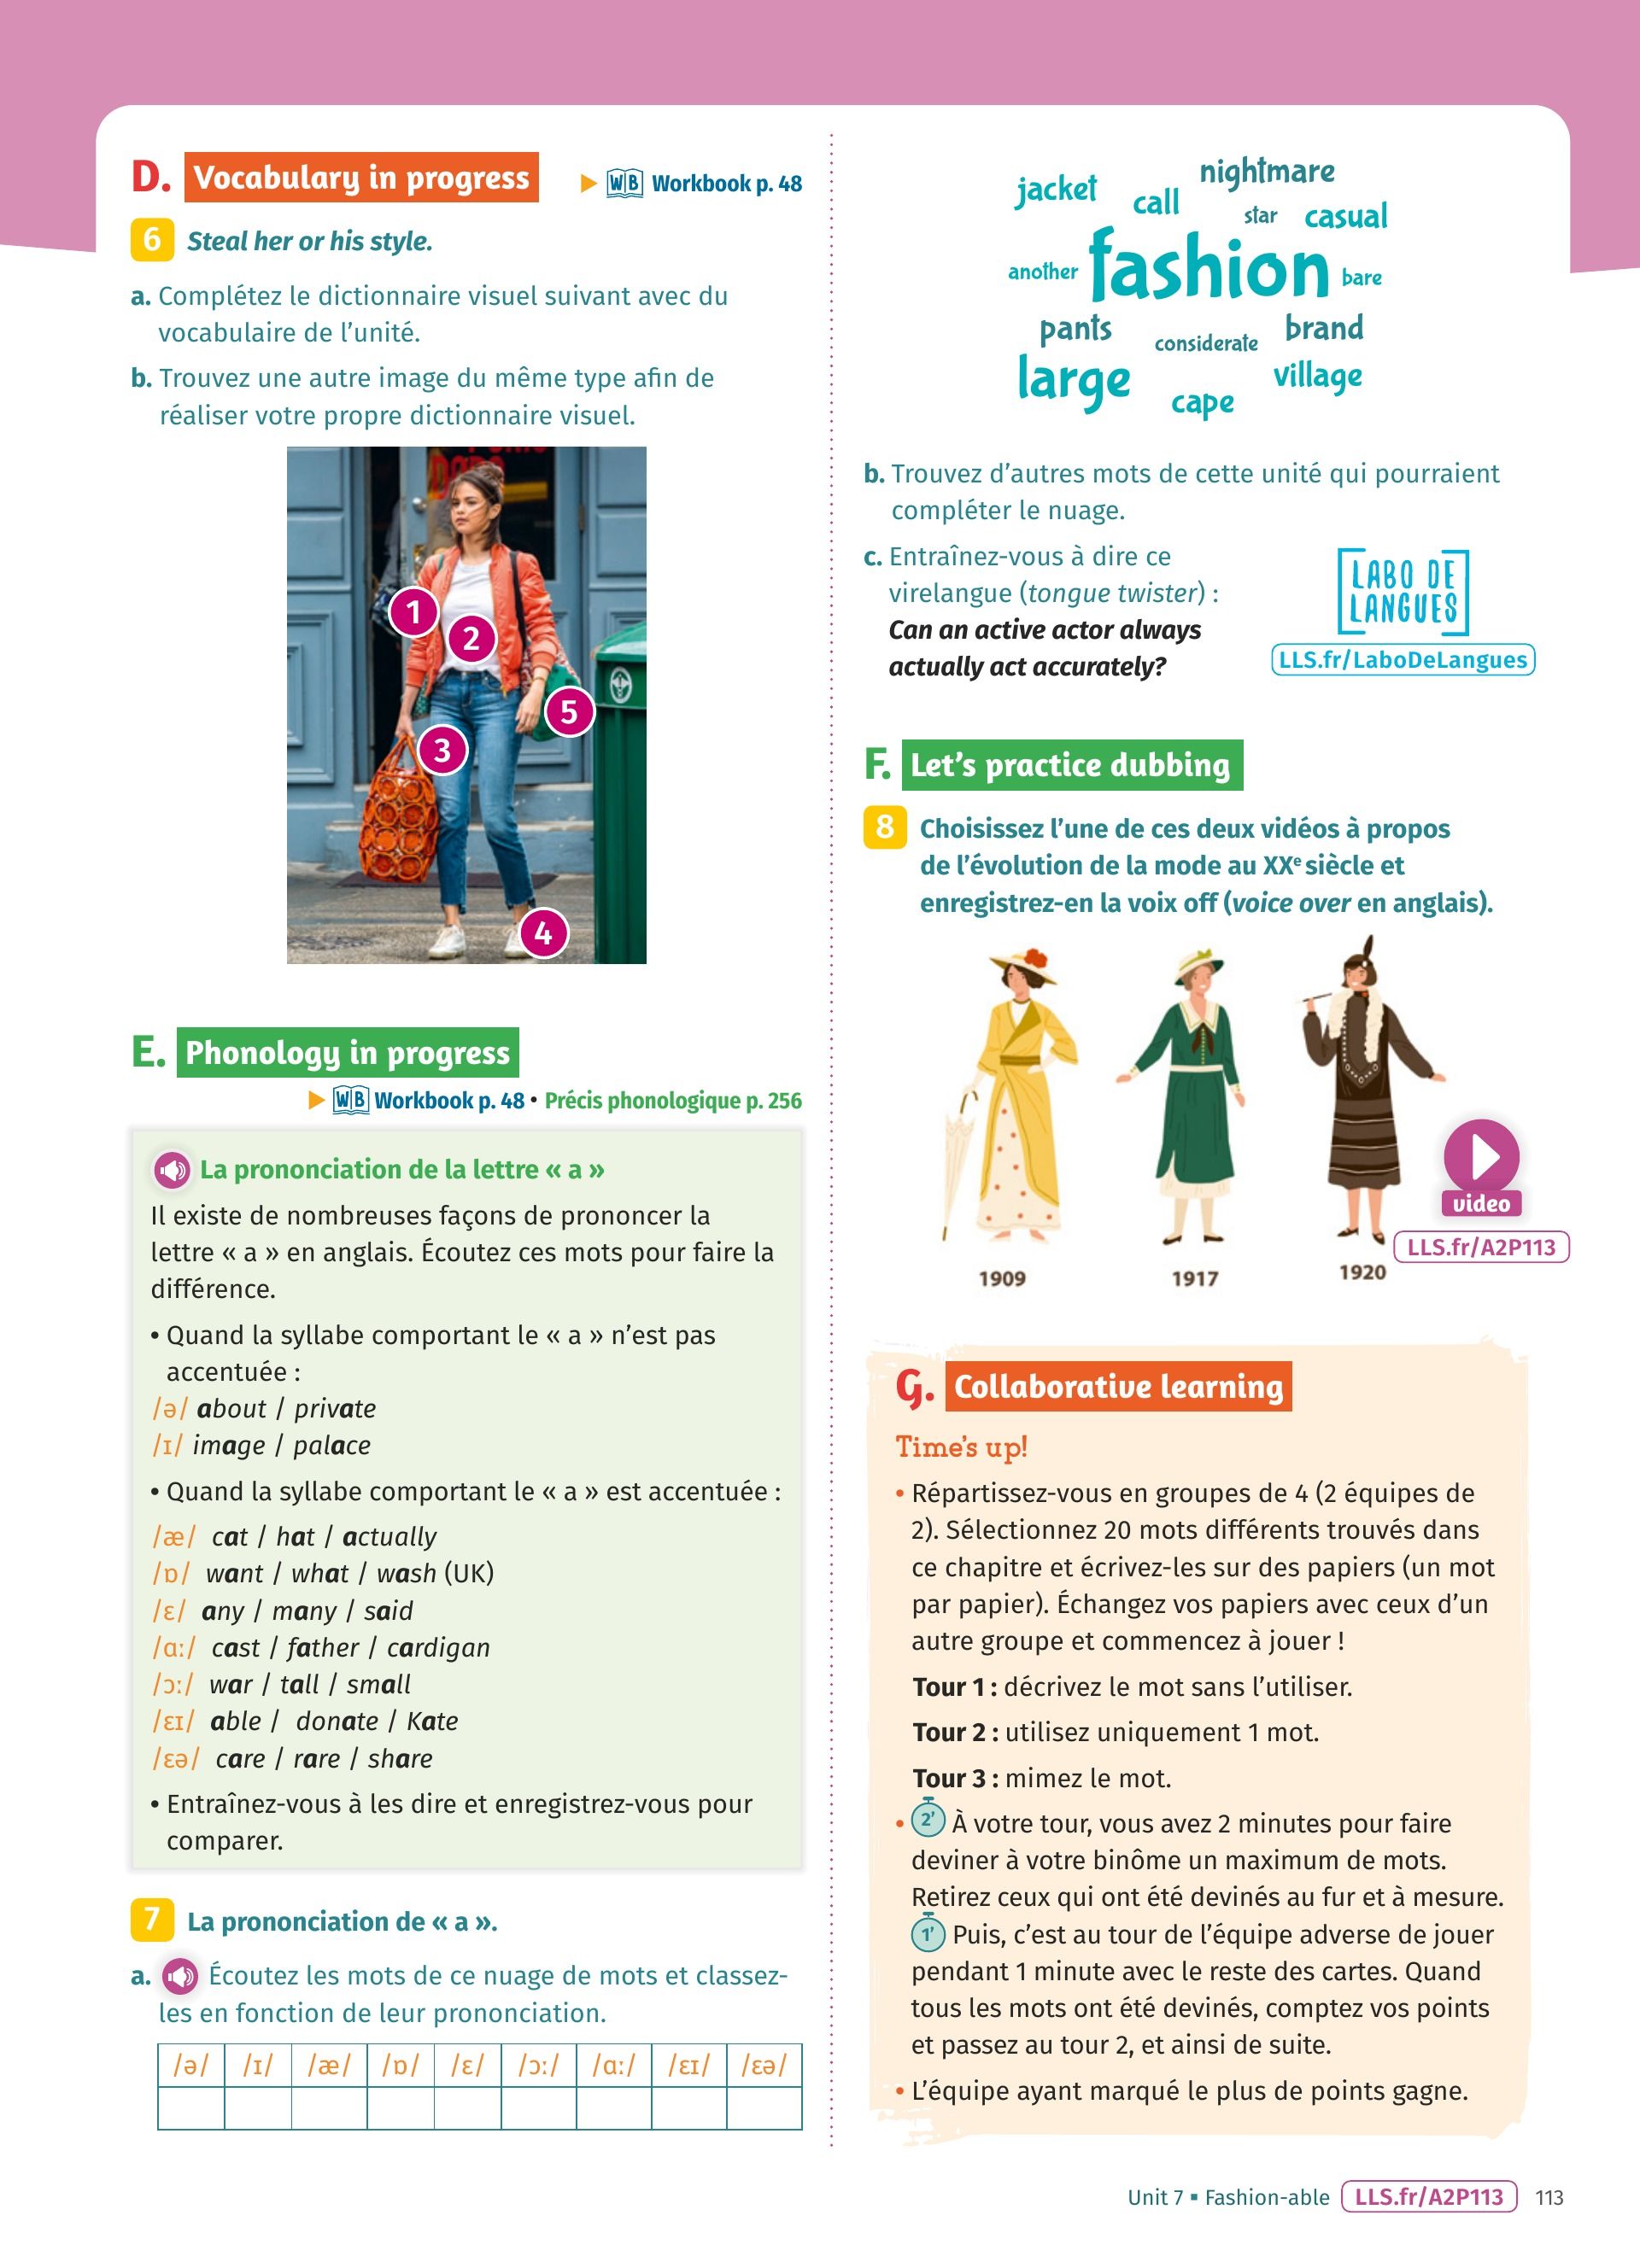 D. Vocabulary in progress
WB Workbook p. 48
6 Steal her or his style.
a. Complétez le dictionnaire visuel suivant avec du
vocabulaire de l’unité.
b. Trouvez une autre image du même type afin de
réaliser votre propre dictionnaire visuel.
1
2
5
3
4
E. Phonology in progress
WB Workbook p. 48 • Précis phonologique p. 256
La prononciation de la lettre « a »
Il existe de nombreuses façons de prononcer la
lettre « a » en anglais. Écoutez ces mots pour faire la
différence.
• Quand la syllabe comportant le « a » n’est pas
accentuée :
/ə/ about / private
/ɪ/ image / palace
• Quand la syllabe comportant le « a » est accentuée :
/æ/ cat / hat / actually
/ɒ/ want / what / wash (UK)
/ɛ/ any / many / said
/ɑː/ cast / father / cardigan
/ɔː/ war / tall / small
/ɛɪ/ able / donate / Kate
/ɛə/ care / rare / share
• Entraînez-vous à les dire et enregistrez-vous pour
comparer.
7 La prononciation de « a ».
a. Écoutez les mots de ce nuage de mots et classez-
les en fonction de leur prononciation.
/ə/ /ɪ/ /æ/ /ɒ/ /ɛ/ /ɔː/ /ɑː/ /ɛɪ/ /ɛə/
nightmare
jacket call
star casual
another fashion bare
pants considerate brand
large village
cape
b. Trouvez d’autres mots de cette unité qui pourraient
compléter le nuage.
c. Entraînez-vous à dire ce
virelangue (tongue twister) :
Can an active actor always
actually act accurately?
LABO DE
LANGUES
LLS.fr/LaboDeLangues
F. Let’s practice dubbing
8 Choisissez l’une de ces deux vidéos à propos
de l’évolution de la mode au XXe siècle et
enregistrez-en la voix off (voice over en anglais).
video
LLS.fr/A2P113
1909 1917 1920
G. Collaborative learning
Time’s up!
• Répartissez-vous en groupes de 4 (2 équipes de
2). Sélectionnez 20 mots différents trouvés dans
ce chapitre et écrivez-les sur des papiers (un mot
par papier). Échangez vos papiers avec ceux d’un
autre groupe et commencez à jouer !
Tour 1 : décrivez le mot sans l’utiliser.
Tour 2 : utilisez uniquement 1 mot.
Tour 3 : mimez le mot.
• 2’ À votre tour, vous avez 2 minutes pour faire
deviner à votre binôme un maximum de mots.
Retirez ceux qui ont été devinés au fur et à mesure.
1’ Puis, c’est au tour de l’équipe adverse de jouer
pendant 1 minute avec le reste des cartes. Quand
tous les mots ont été devinés, comptez vos points
et passez au tour 2, et ainsi de suite.
• L’équipe ayant marqué le plus de points gagne.
Unit 7 ▪ Fashion-able LLS.fr/A2P113 113